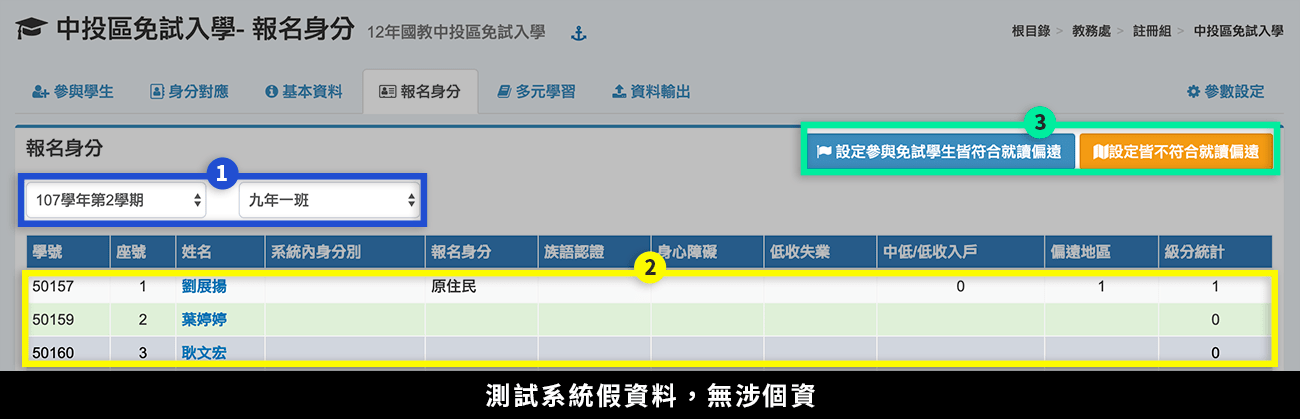 中投區免試入學- 報名身分 12年國教中投區免試入學 根目錄 > 教務處 > 註冊組 > 中投區免試入學
參與學生 身分對應 基本資料 報名身分 多元學習 資料輸出 參數設定
3
報名身分 設定參與免試學生皆符合就讀偏遠 設定皆不符合就讀偏遠
1
107學年第2學期 九年一班
學號 座號 姓名 系統內身分別 報名身分 族語認證 身心障礙 低收失業 中低/低收入戶 偏遠地區 級分統計
2
50157 1 劉展揚 原住民 0 1 1
50159 2 葉婷婷 0
50160 3 耿文宏 0
測試系統假資料，無涉個資